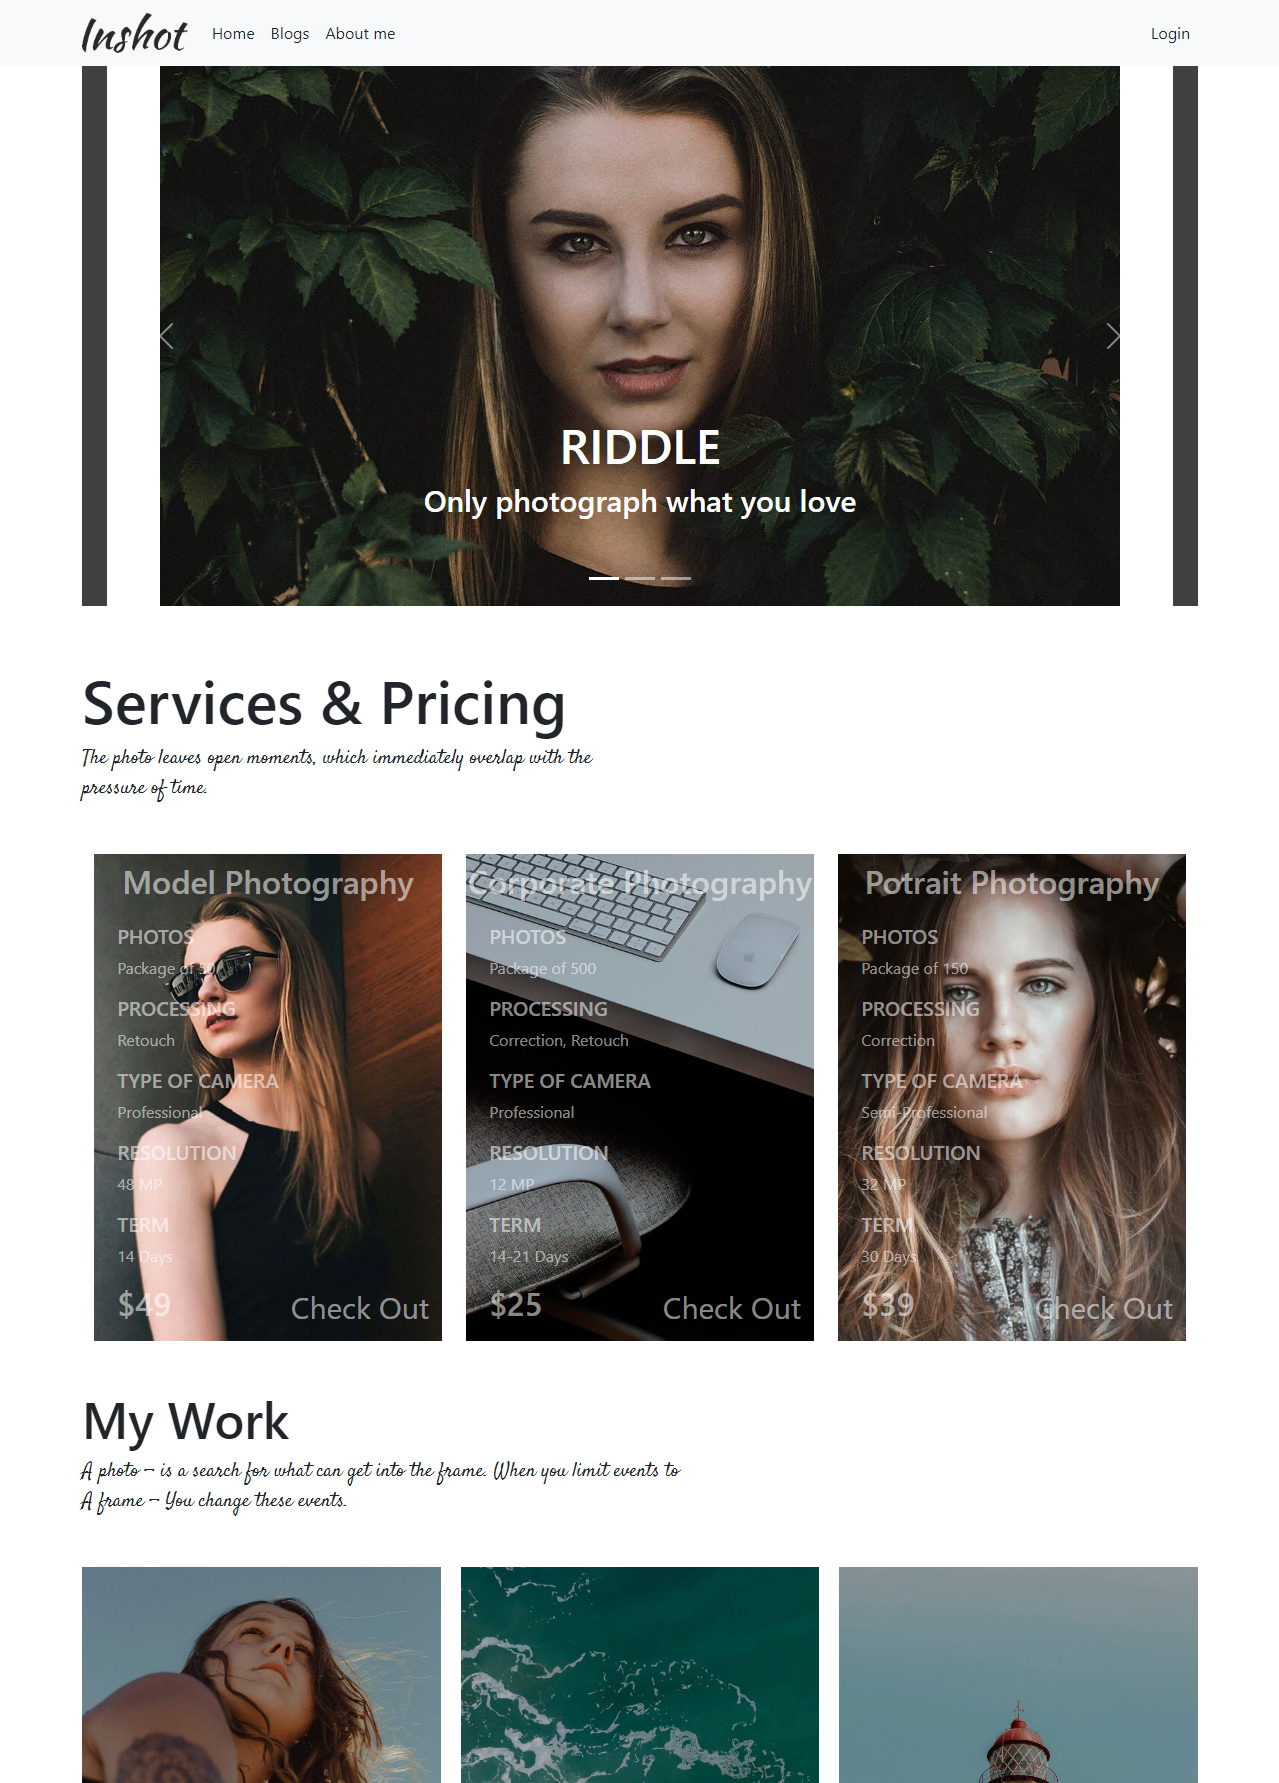 Inshot Home Blogs About me Login
RIDDLE
Only photograph what you love
Services & Pricing
The photo leaves open moments, which immediately overlap with the
pressure of time.
Model Photography
PHOTOS
Package of 50
PROCESSING
Retouch
TYPE OF CAMERA
Professional
RESOLUTION
48 MP
TERM
14 Days
$49 Check Out
Corporate Photography
PHOTOS
Package of 500
PROCESSING
Correction, Retouch
TYPE OF CAMERA
Professional
RESOLUTION
12 MP
TERM
14-21 Days
$25 Check Out
Potrait Photography
PHOTOS
Package of 150
PROCESSING
Correction
TYPE OF CAMERA
Semi-Professional
RESOLUTION
32 MP
TERM
30 Days
$39 Check Out
My Work
A photo – is a search for what can get into the frame. When you limit events to
A frame – You change these events.